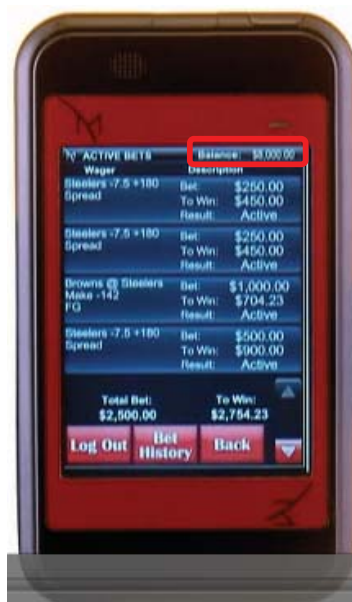 ACTIVE BETS Balance: $8,000.00
Wager Description
Steelers -7.5 +180 Bet: $250.00
Spread To Win: $450.00
Result: Active
Steelers -7.5 +180 Bet: $250.00
Spread To Win: $450.00
Result: Active
Browns @ Steelers Bet: $1,000.00
Make -142 To Win: $704.23
FG Result: Active
Steelers -7.5 +180 Bet: $500.00
Spread To Win: $900.00
Result: Active
Total Bet: To Win:
$2,500.00 $2,754.23
Log Out Bet History Back